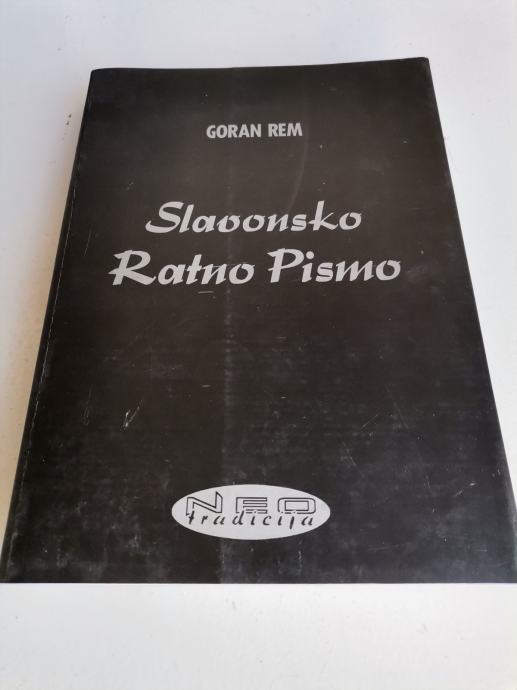 GORAN REM
Slavonsko
Ratno Pismo
NEO
tradicija